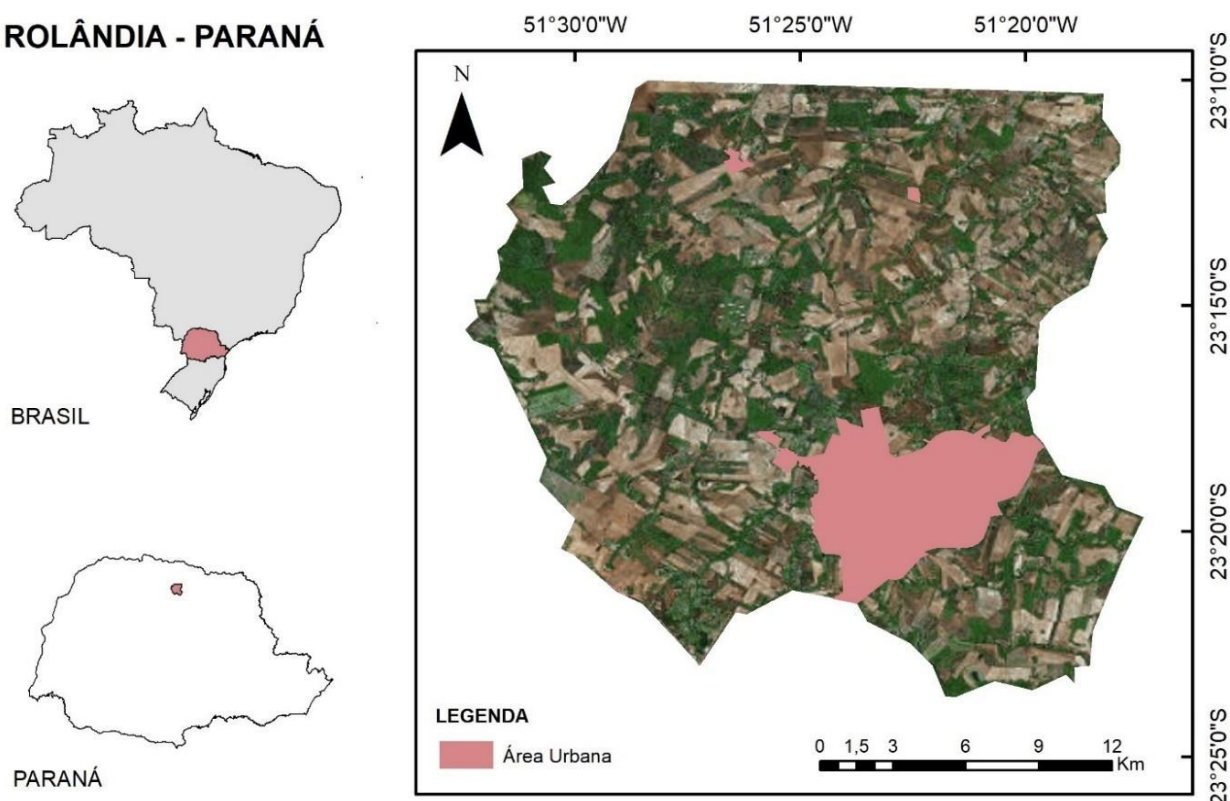 ROLÂNDIA - PARANÁ
BRASIL
PARANÁ
51°30'0"W 51°25'0"W 51°20'0"W
N
23°10'0"S
23°15'0"S
23°20'0"S
23°25'0"S
LEGENDA
Área Urbana
0 1,5 3 6 9 12
Km